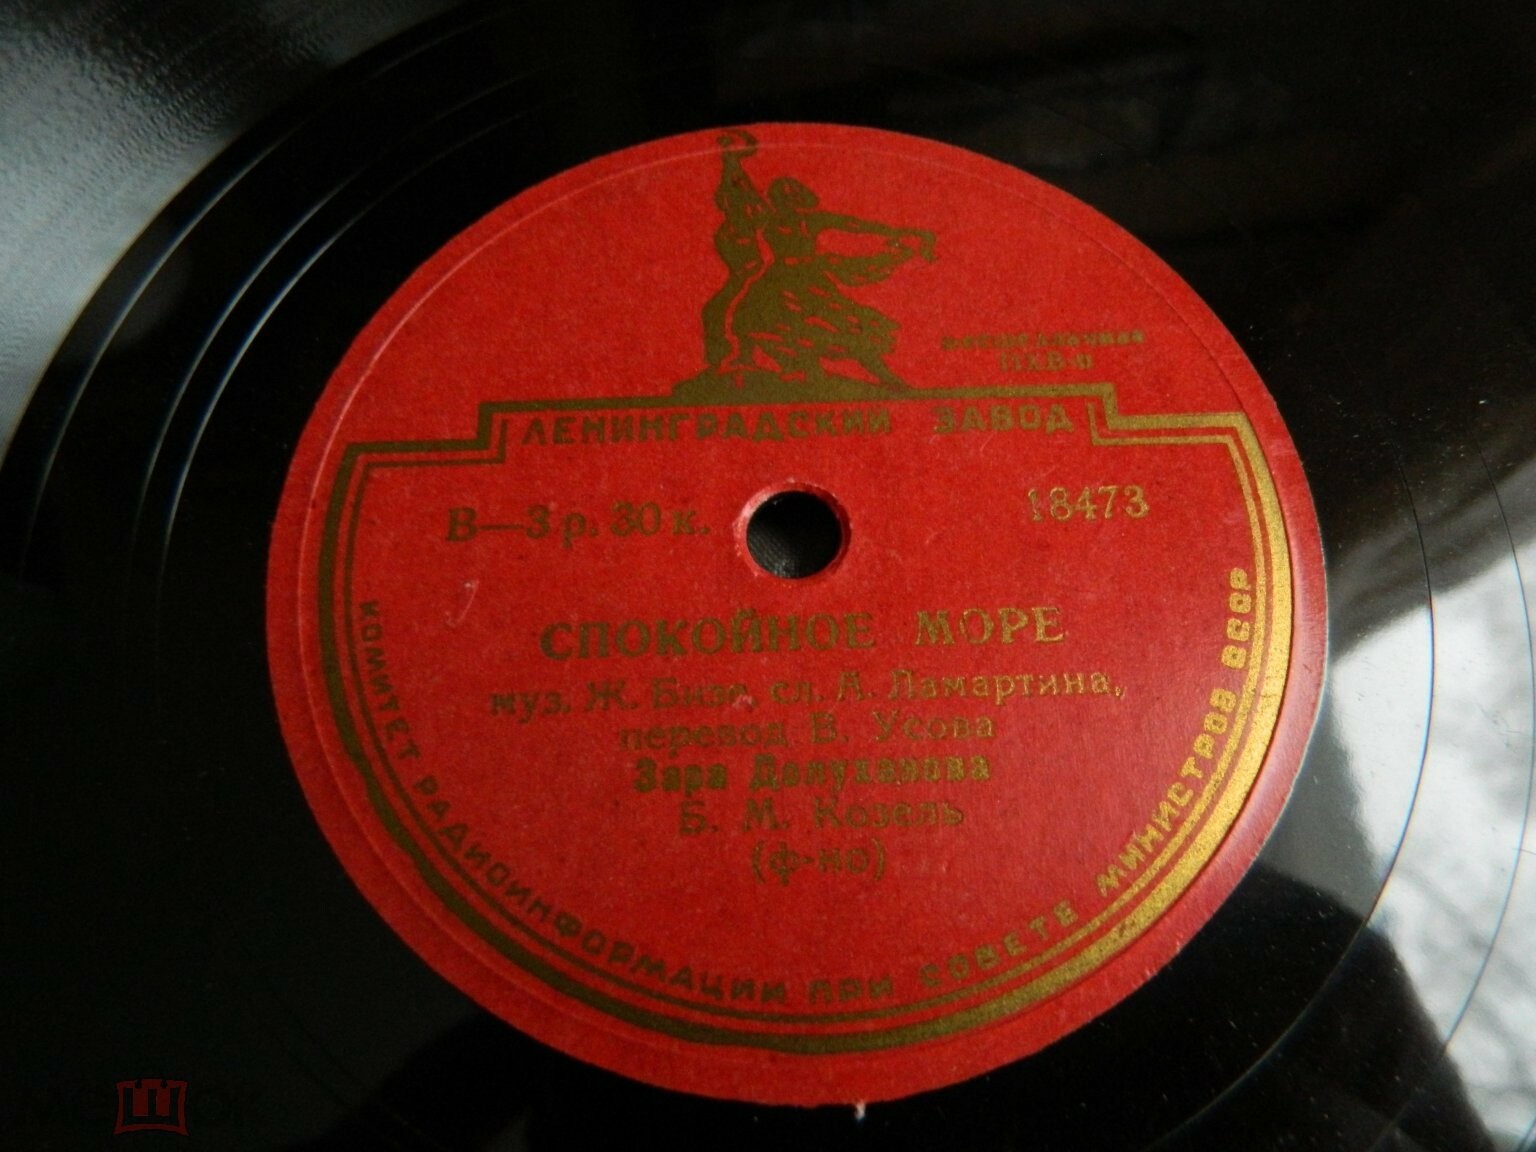 ЛЕНИНГРАДСКИЙ ЗАВОД
В—3 р. 30 к.
18473
СПОКОЙНОЕ МОРЕ
муз. Ж. Бизе, сл. А. Ламартина,
перевод В. Усова
Зара Долуханова
Б. М. Козель
(ф-но)
КОМИТЕТ РАДИОИНФОРМАЦИИ ПРИ СОВЕТЕ МИНИСТРОВ СССР